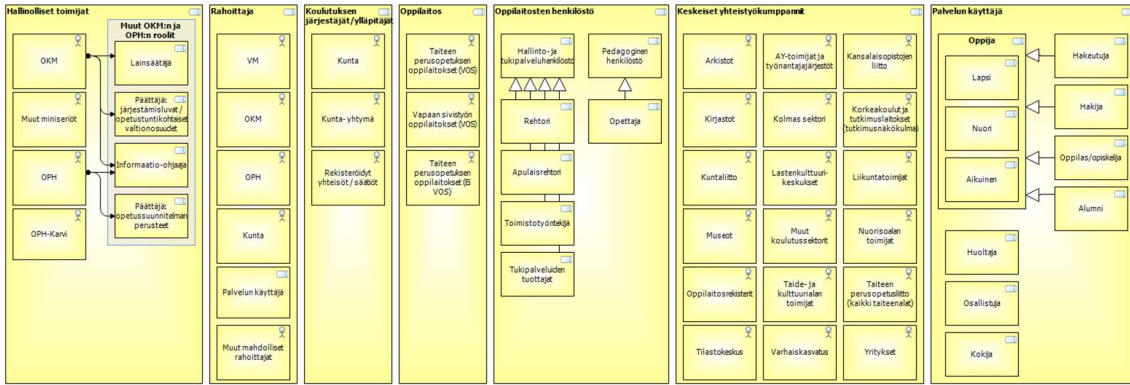 Hallinolliset toimijat
OKM
Muut miniseriöt
OPH
OPH-Karvi
Muut OKM:n ja
OPH:n roolit
Lainsäätäjä
Päättäjä:
järjestämisluvat /
opetustuntikohtaiset
valtionosuudet
Informaatio-ohjaaja
Päättäjä:
opetussuunnitelman
perusteet
Rahoittaja
VM
OKM
OPH
Kunta
Palvelun käyttäjä
Muut mahdolliset
rahoittajat
Koulutuksen
järjestäjät/ylläpitäjät
Kunta
Kunta- yhtymä
Rekisteröidyt
yhteisöt / säätiöt
Oppilaitos
Taiteen
perusopetuksen
oppilaitokset (VOS)
Vapaan sivistyön
oppilaitokset (VOS)
Taiteen
perusopetuksen
oppilaitokset (Ei
VOS)
Oppilaitosten henkilöstö
Hallinto- ja
tukipalveluhenkilöstö
Pedagoginen
henkilöstö
Rehtori
Opettaja
Apulaisrehtori
Toimistotyöntekijä
Tukipalveluiden
tuottajat
Keskeiset yhteistyökumppannit
Arkistot
AY-toimijat ja
työnantajajärjestöt
Kansalaisopistojen
liitto
Kirjastot
Kolmas sektori
Korkeakoulut ja
tutkimuslaitokset
(tutkimusnäkökulma)
Kuntaliitto
Lastenkulttuuri-
keskukset
Liikuntatoimijat
Museot
Muut
koulutussektorit
Nuorisoalan
toimijat
Oppilaitosrekisterit
Taide- ja
kulttuurialan
toimijat
Taiteen
perusopetusliitto
(kaikki taiteenalat)
Tilastokeskus
Varhaiskasvatus
Yritykset
Palvelun käyttäjä
Oppija
Lapsi
Nuori
Aikuinen
Hakeutuja
Hakija
Oppilas/opiskelija
Alumni
Huoltaja
Osallistuja
Kokija